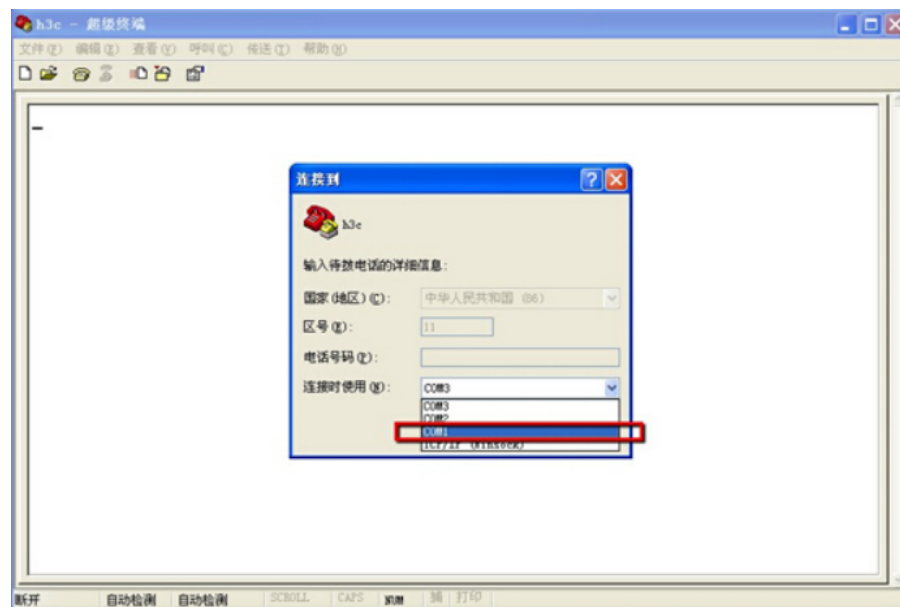 h3c - 超级终端
文件(F) 编辑(E) 查看(V) 呼叫(C) 传送(T) 帮助(H)
连接到
h3c
输入待拨电话的详细信息:
国家(地区)(C): 中华人民共和国 (86)
区号(E): 11
电话号码(P):
连接时使用(N): COM3
COM3
COM2
COM1
TCP/IP (Winsock)
断开 自动检测 自动检测 SCROLL CAPS NUM 捕 打印